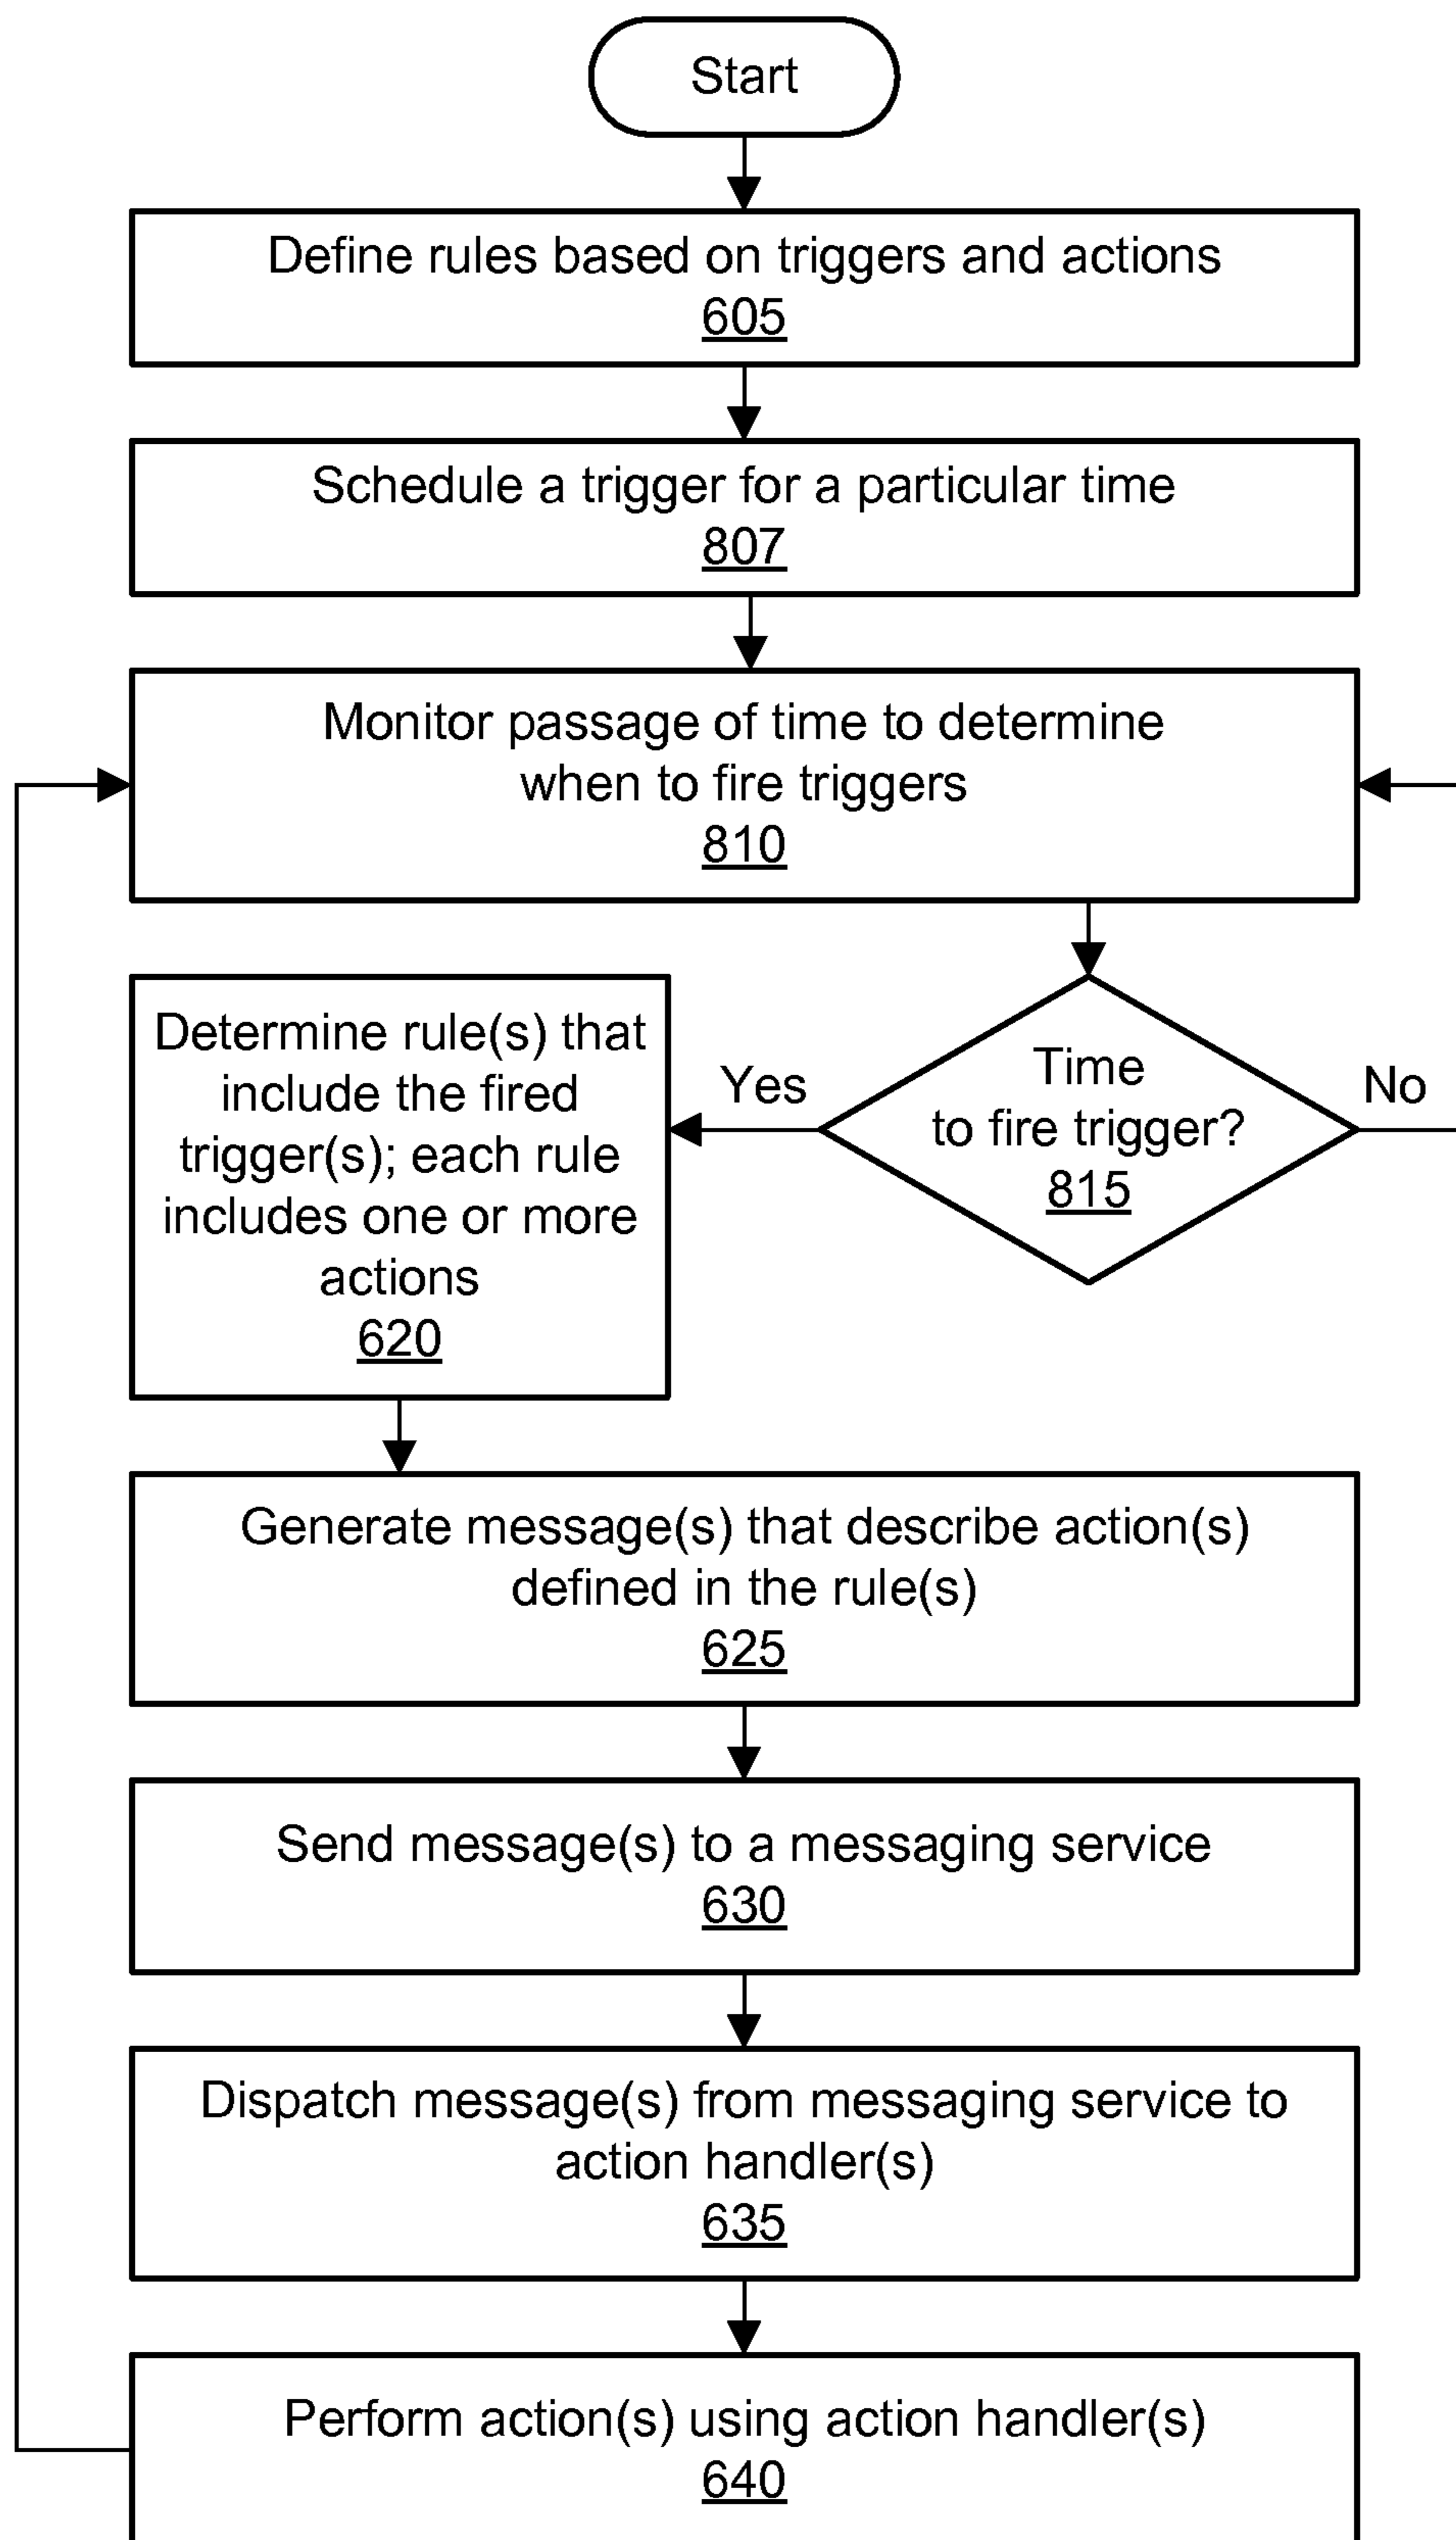 Start
Define rules based on triggers and actions
605
Schedule a trigger for a particular time
807
Monitor passage of time to determine
when to fire triggers
810
Determine rule(s) that
include the fired
trigger(s); each rule
includes one or more
actions
620
Yes
Time
to fire trigger?
815
No
Generate message(s) that describe action(s)
defined in the rule(s)
625
Send message(s) to a messaging service
630
Dispatch message(s) from messaging service to
action handler(s)
635
Perform action(s) using action handler(s)
640